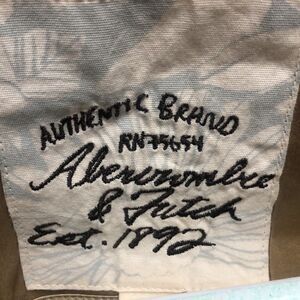 AUTHENTIC BRAND
RN75654
Abercrombie
& Fitch
Est. 1892